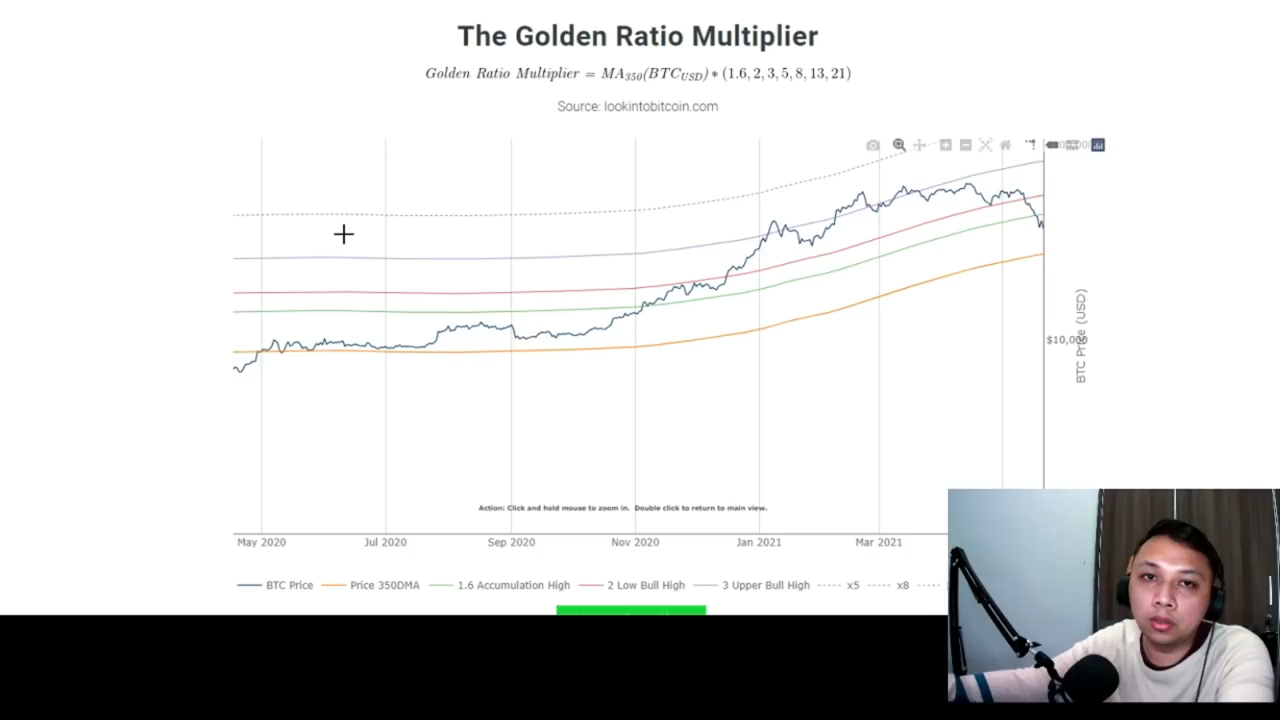 The Golden Ratio Multiplier
Golden Ratio Multiplier = MA350(BTCUSD) * (1.6, 2, 3, 5, 8, 13, 21)
Source: lookintobitcoin.com
$10,000
BTC Price (USD)
Action: Click and hold mouse to zoom in. Double click to return to main view.
May 2020 Jul 2020 Sep 2020 Nov 2020 Jan 2021 Mar 2021
BTC Price Price 350DMA 1.6 Accumulation High 2 Low Bull High 3 Upper Bull High x5 x8